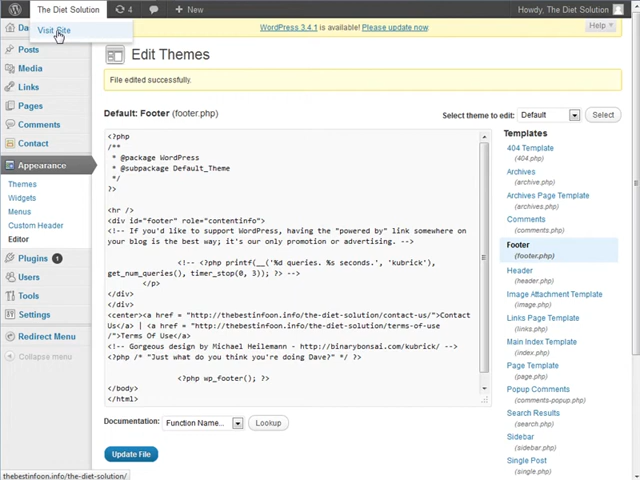 The Diet Solution
4
+ New
Howdy, The Diet Solution
Visit Site
WordPress 3.4.1 is available! Please update now.
Help
Posts
Media
Links
Pages
Comments
Contact
Appearance
Themes
Widgets
Menus
Custom Header
Editor
Plugins 1
Users
Tools
Settings
Redirect Menu
Collapse menu
Edit Themes
File edited successfully.
Default: Footer (footer.php)
Select theme to edit: Default Select
<?php
/**
* @package WordPress
* @subpackage Default_Theme
*/
?>
<hr />
<div id="footer" role="contentinfo">
<!-- If you'd like to support WordPress, having the "powered by" link somewhere on
your blog is the best way; it's our only promotion or advertising. -->
<!-- <?php printf(__('%d queries. %s seconds.', 'kubrick'),
get_num_queries(), timer_stop(0, 3)); ?> -->
</p>
</div>
</div>
<center><a href = "http://thebestinfoon.info/the-diet-solution/contact-us/">Contact
Us</a> | <a href = "http://thebestinfoon.info/the-diet-solution/terms-of-use
/">Terms Of Use</a>
<!-- Gorgeous design by Michael Heilemann - http://binarybonsai.com/kubrick/ -->
<?php /* "Just what do you think you're doing Dave?" */ ?>
<?php wp_footer(); ?>
</body>
</html>
Documentation: Function Name... Lookup
Update File
Templates
404 Template
(404.php)
Archives
(archive.php)
Archives Page Template
(archives.php)
Comments
(comments.php)
Footer
(footer.php)
Header
(header.php)
Image Attachment Template
(image.php)
Links Page Template
(links.php)
Main Index Template
(index.php)
Page Template
(page.php)
Popup Comments
(comments-popup.php)
Search Results
(search.php)
Sidebar
(sidebar.php)
Single Post
(single.php)
thebestinfoon.info/the-diet-solution/